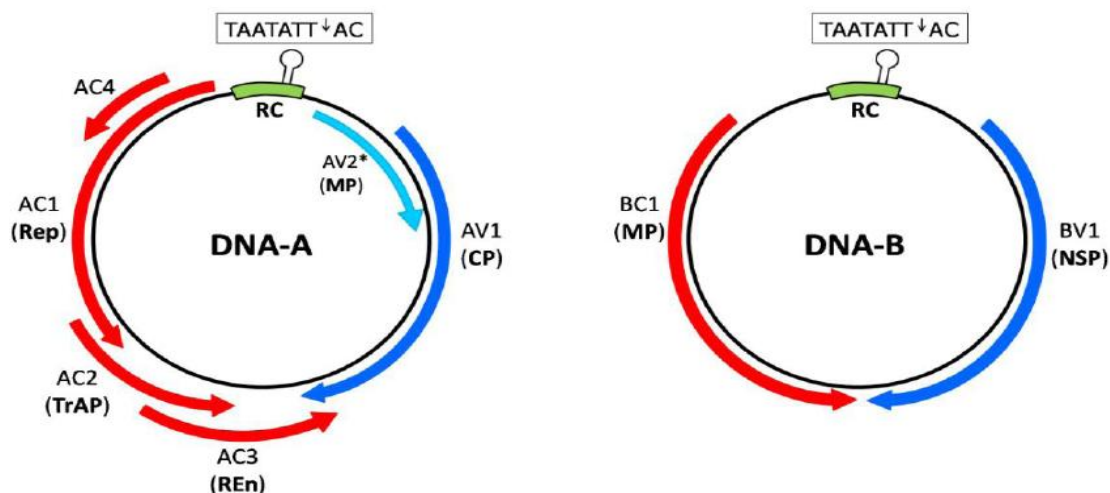 TAATATT↓AC
RC
AC4
AV2*
(MP)
AC1
(Rep)
DNA-A
AV1
(CP)
AC2
(TrAP)
AC3
(REn)
TAATATT↓AC
RC
BC1
(MP)
DNA-B
BV1
(NSP)